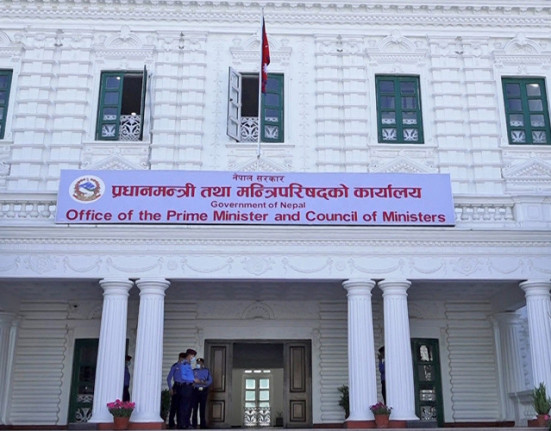 नेपाल सरकार
प्रधानमन्त्री तथा मन्त्रिपरिषद्को कार्यालय
Government of Nepal
Office of the Prime Minister and Council of Ministers